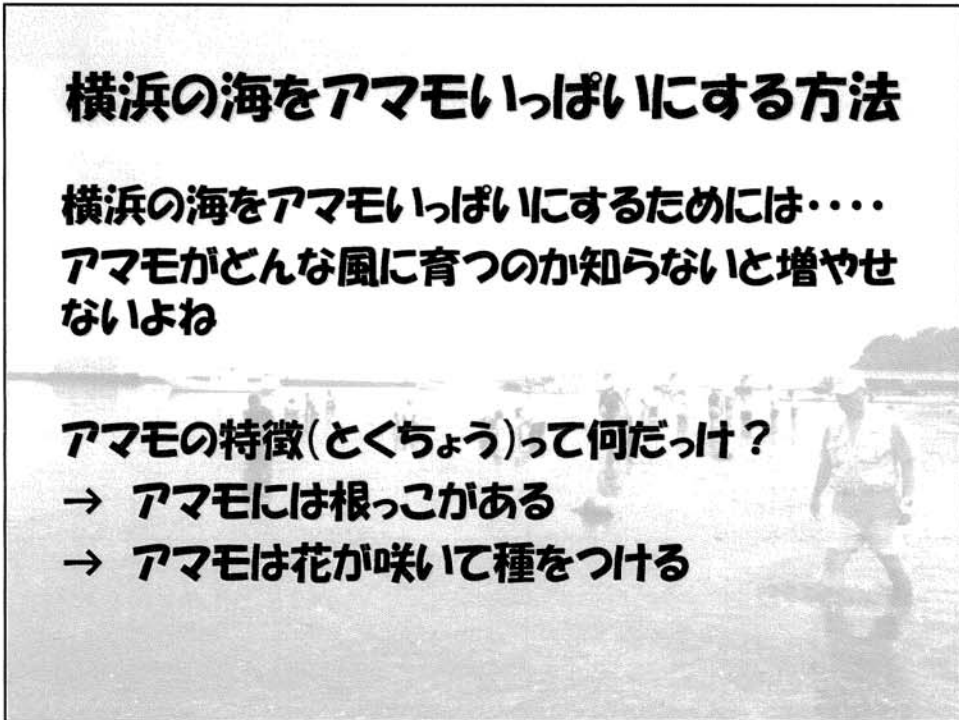 横浜の海をアマモいっぱいにする方法
横浜の海をアマモいっぱいにするためには・・・・
アマモがどんな風に育つのか知らないと増やせ
ないよね
アマモの特徴(とくちょう)って何だっけ？
→ アマモには根っこがある
→ アマモは花が咲いて種をつける